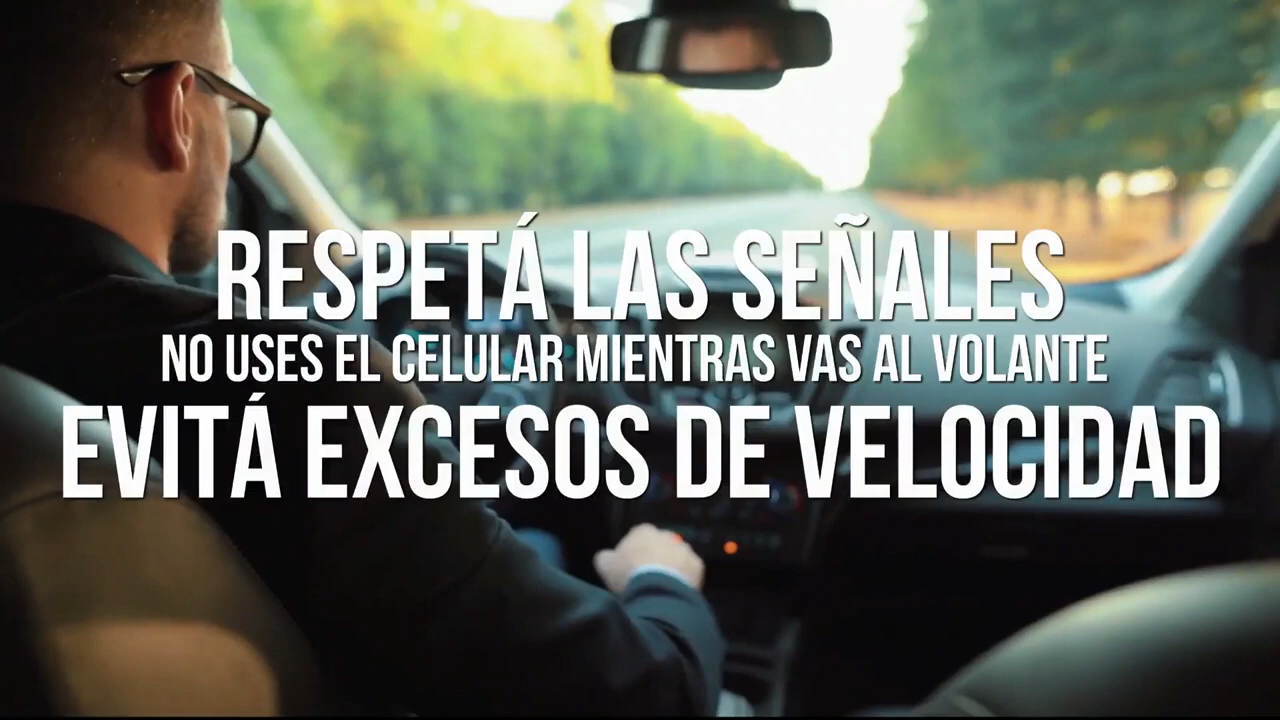 RESPETÁ LAS SEÑALES
NO USES EL CELULAR MIENTRAS VAS AL VOLANTE
EVITÁ EXCESOS DE VELOCIDAD